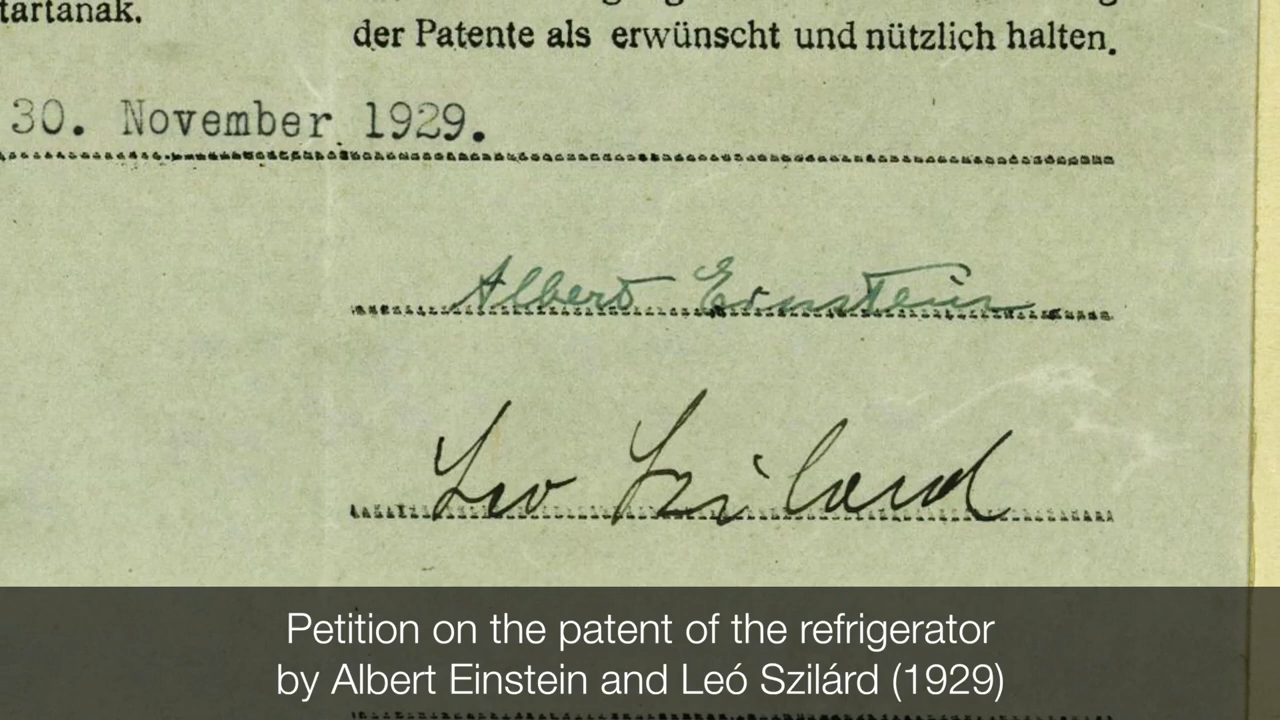 tartanak.
der Patente als erwünscht und nützlich halten.
30. November 1929.
Albert Einstein
Leo Szilard
Petition on the patent of the refrigerator
by Albert Einstein and Leó Szilárd (1929)